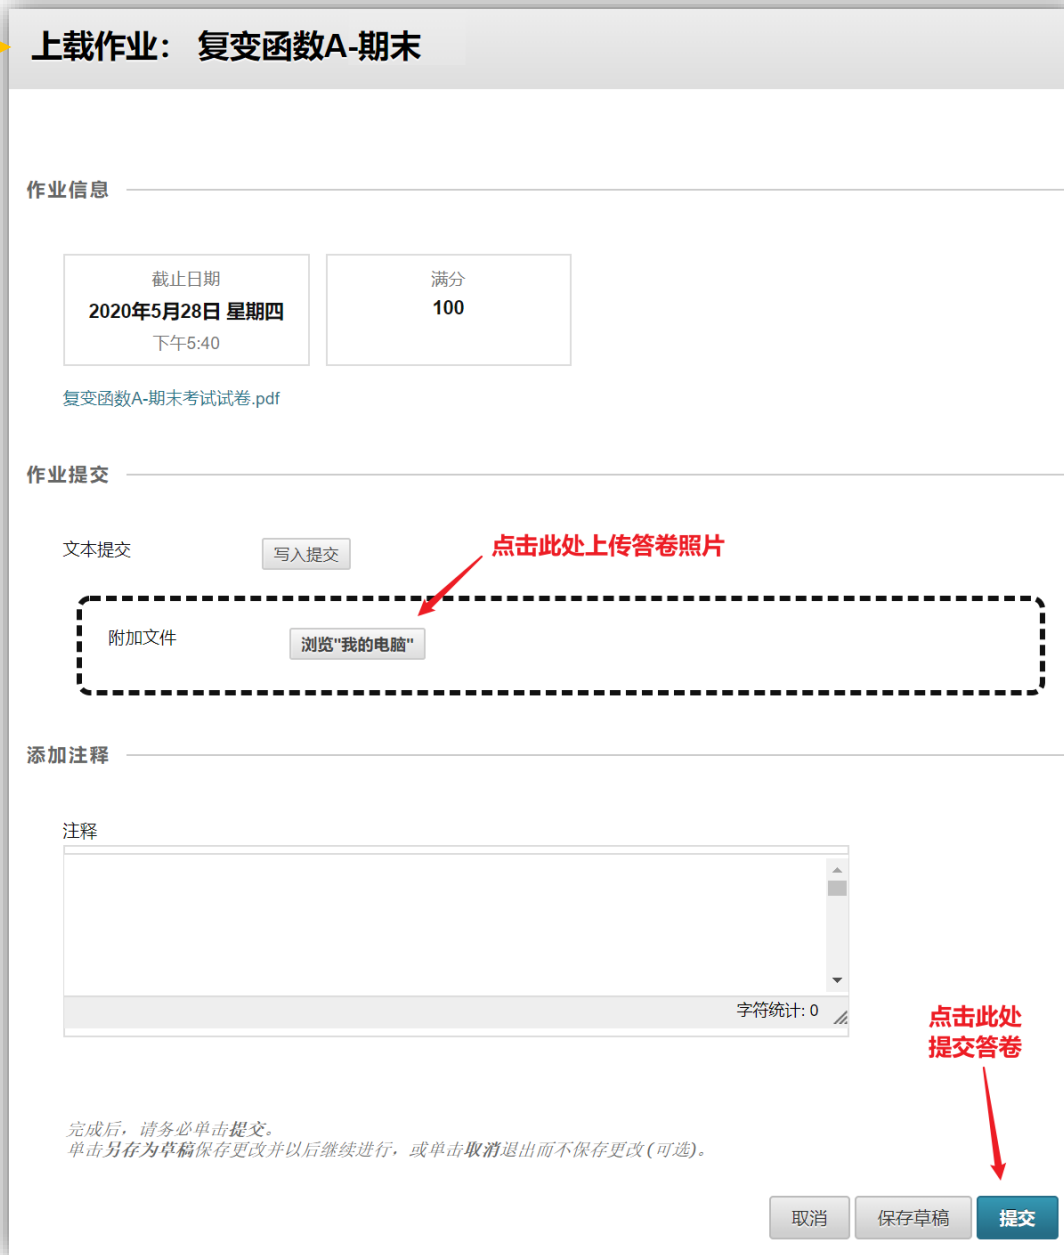 上载作业： 复变函数A-期末
作业信息
截止日期
2020年5月28日 星期四
下午5:40
满分
100
复变函数A-期末考试试卷.pdf
作业提交
文本提交
写入提交
点击此处上传答卷照片
附加文件
浏览"我的电脑"
添加注释
注释
字符统计: 0
点击此处
提交答卷
完成后，请务必单击提交。
单击另存为草稿保存更改并以后继续进行，或单击取消退出而不保存更改(可选)。
取消
保存草稿
提交